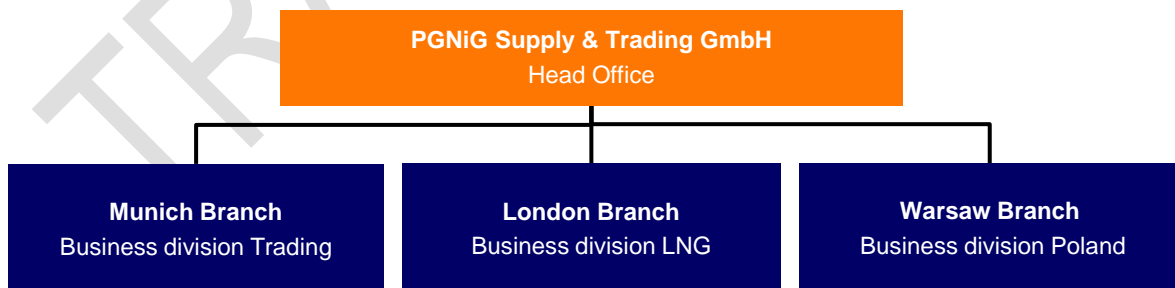 PGNiG Supply & Trading GmbH
Head Office
Munich Branch
Business division Trading
London Branch
Business division LNG
Warsaw Branch
Business division Poland